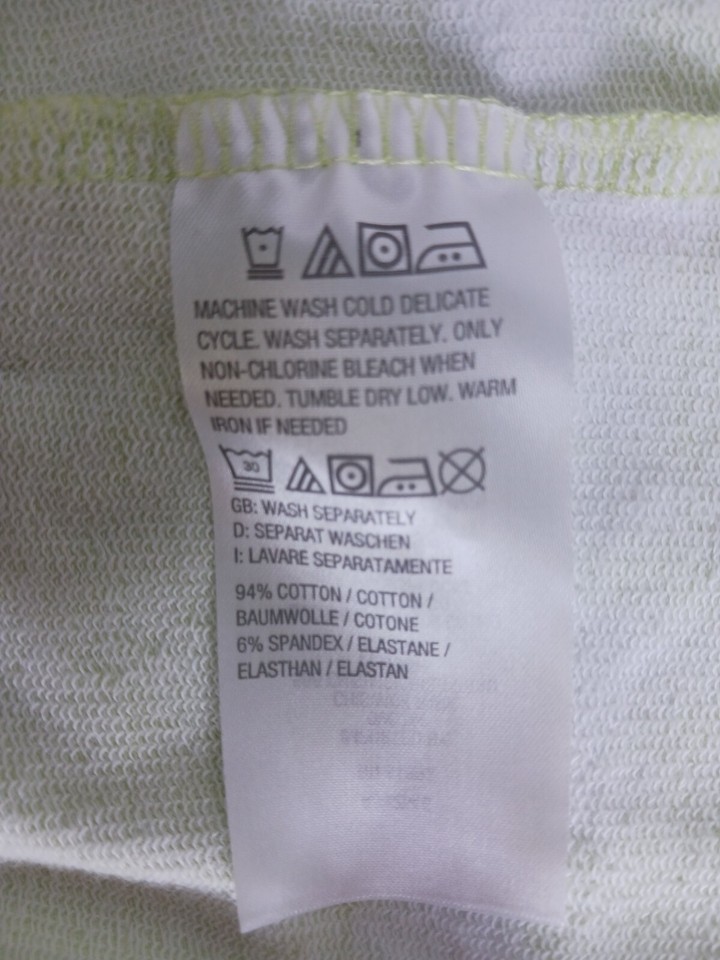 MACHINE WASH COLD DELICATE
CYCLE. WASH SEPARATELY. ONLY
NON-CHLORINE BLEACH WHEN
NEEDED. TUMBLE DRY LOW. WARM
IRON IF NEEDED
30
GB: WASH SEPARATELY
D: SEPARAT WASCHEN
I: LAVARE SEPARATAMENTE
94% COTTON / COTTON /
BAUMWOLLE / COTONE
6% SPANDEX / ELASTANE /
ELASTHAN / ELASTAN